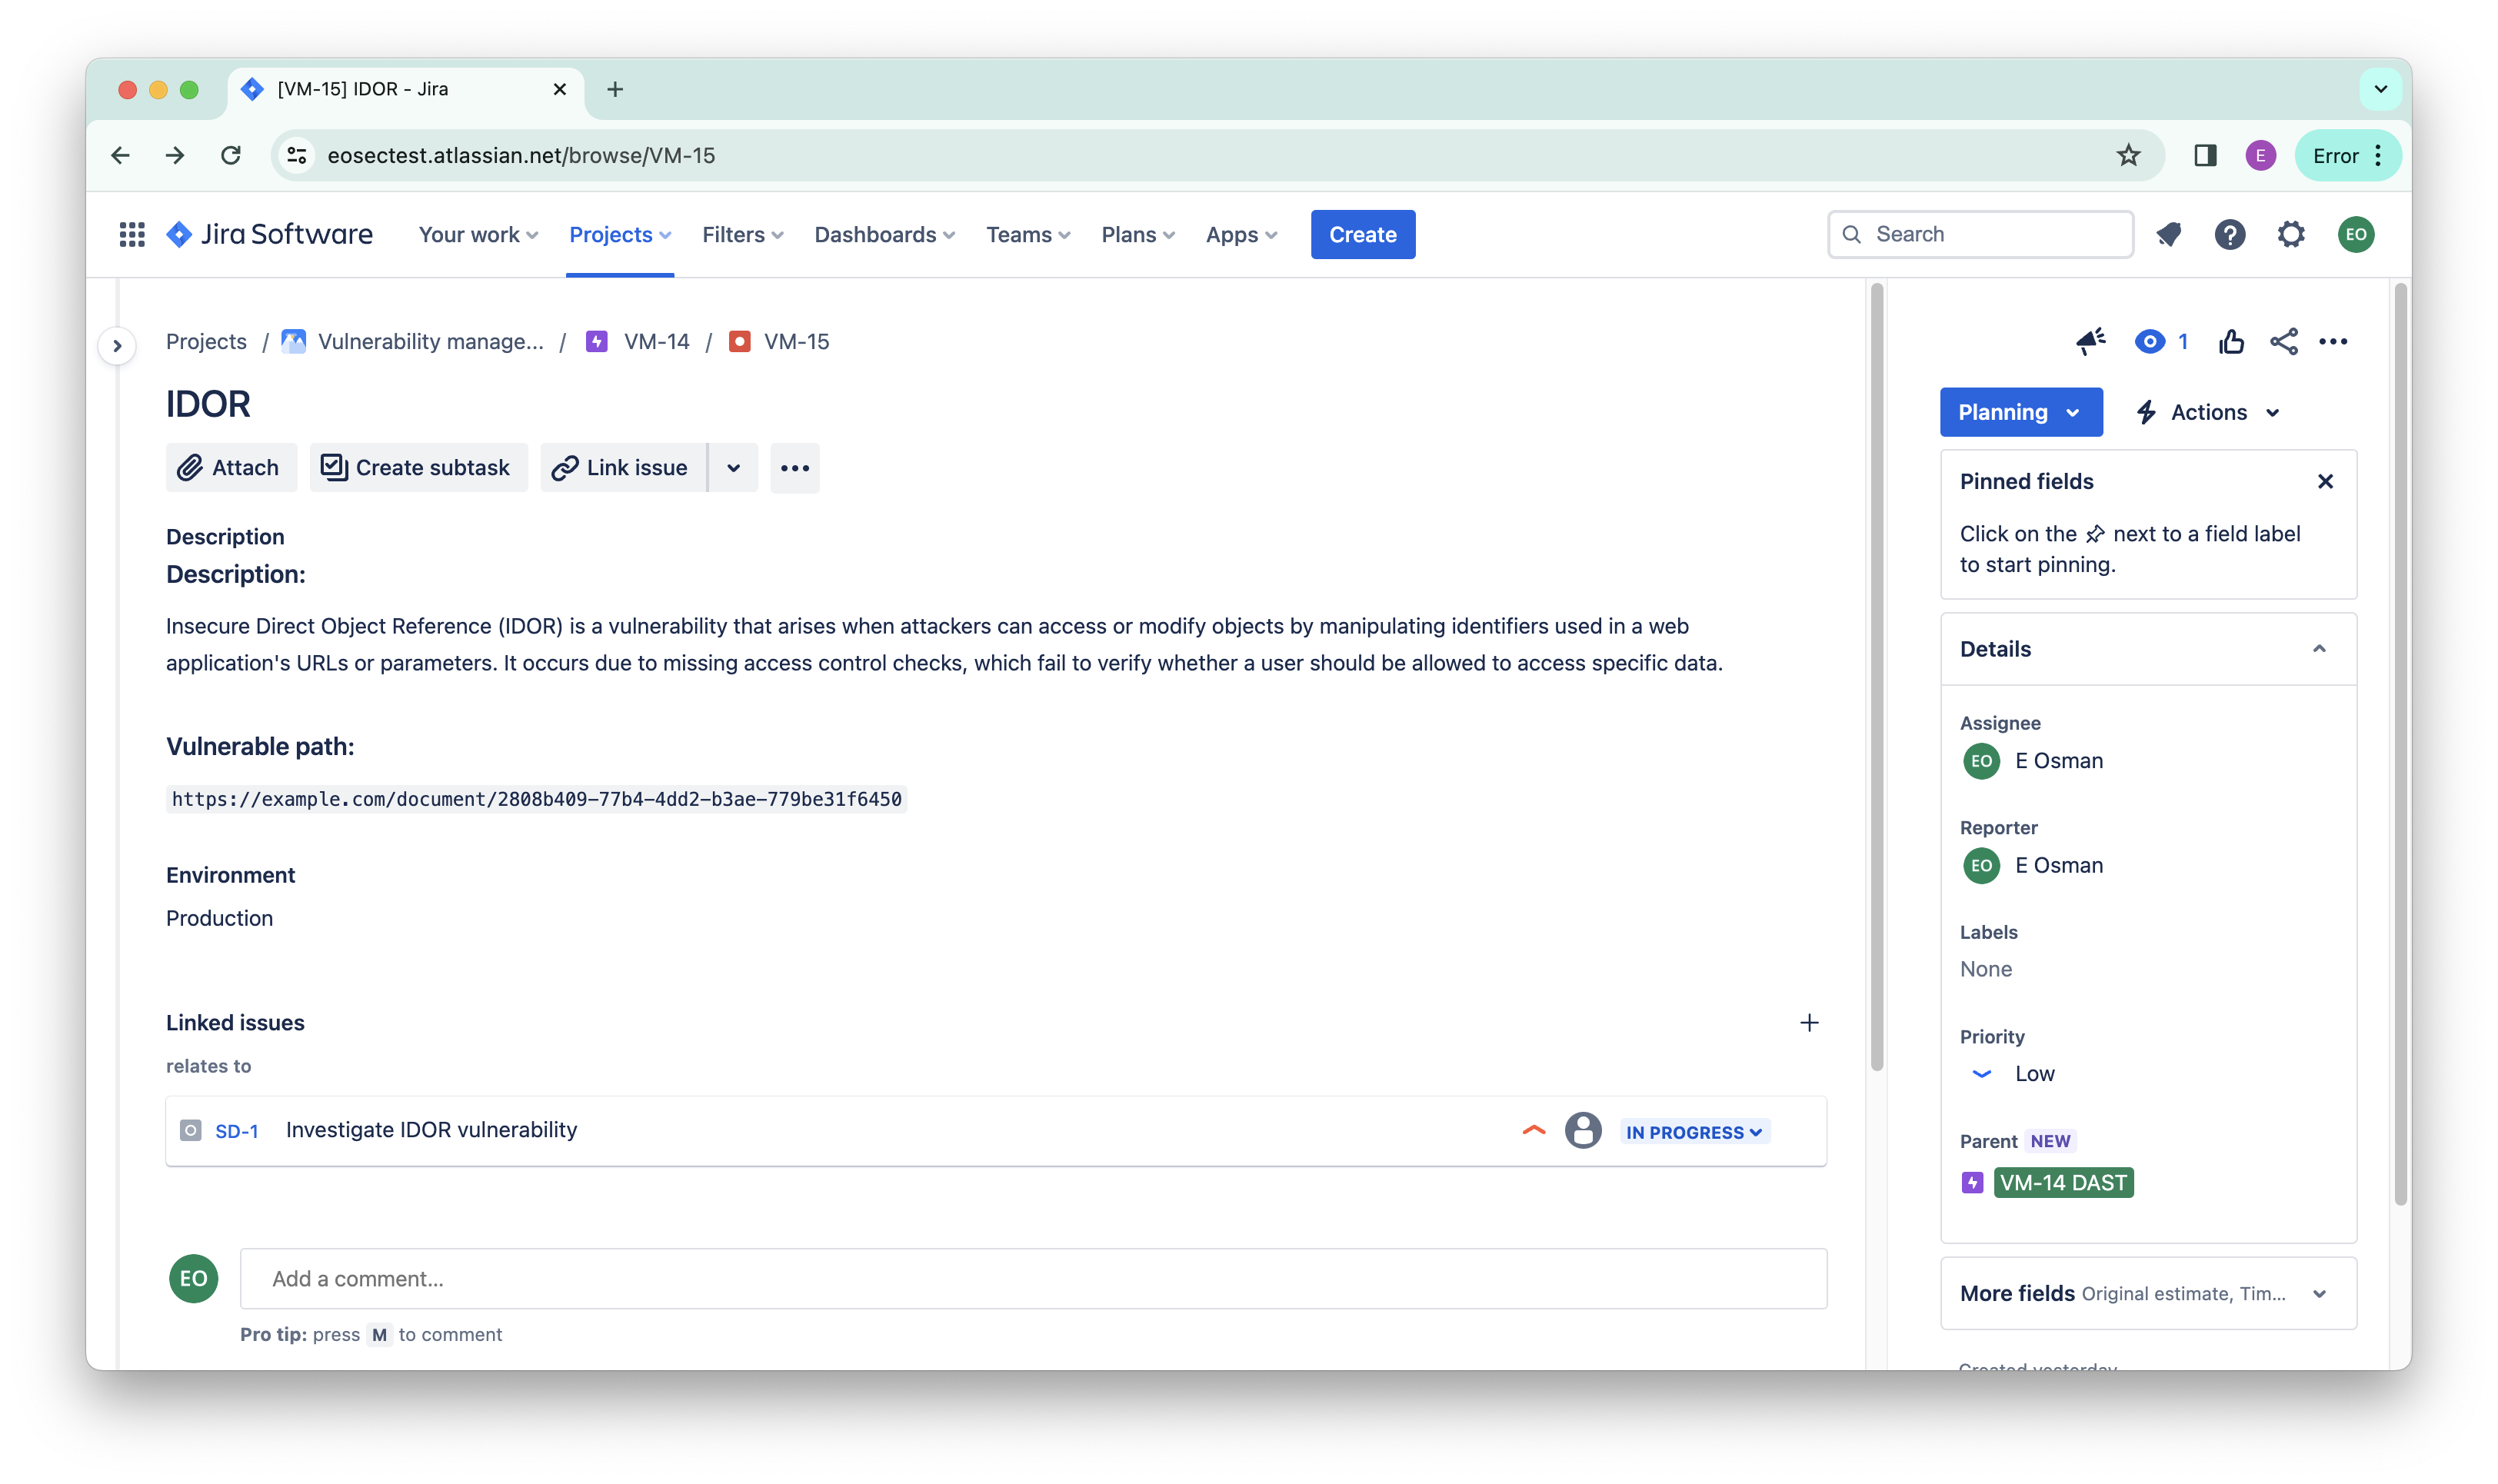 [VM-15] IDOR - Jira
eosectest.atlassian.net/browse/VM-15
E
Error
Jira Software
Your work
Projects
Filters
Dashboards
Teams
Plans
Apps
Create
Search
EO
Projects / Vulnerability manage... / VM-14 / VM-15
1
IDOR
Planning
Actions
Attach
Create subtask
Link issue
Description
Description:
Insecure Direct Object Reference (IDOR) is a vulnerability that arises when attackers can access or modify objects by manipulating identifiers used in a web
application's URLs or parameters. It occurs due to missing access control checks, which fail to verify whether a user should be allowed to access specific data.
Vulnerable path:
https://example.com/document/2808b409-77b4-4dd2-b3ae-779be31f6450
Environment
Production
Linked issues
relates to
SD-1 Investigate IDOR vulnerability
IN PROGRESS
EO
Add a comment...
Pro tip: press M to comment
Pinned fields
Click on the next to a field label
to start pinning.
Details
Assignee
EO E Osman
Reporter
EO E Osman
Labels
None
Priority
Low
Parent NEW
VM-14 DAST
More fields Original estimate, Tim...
Created yesterday